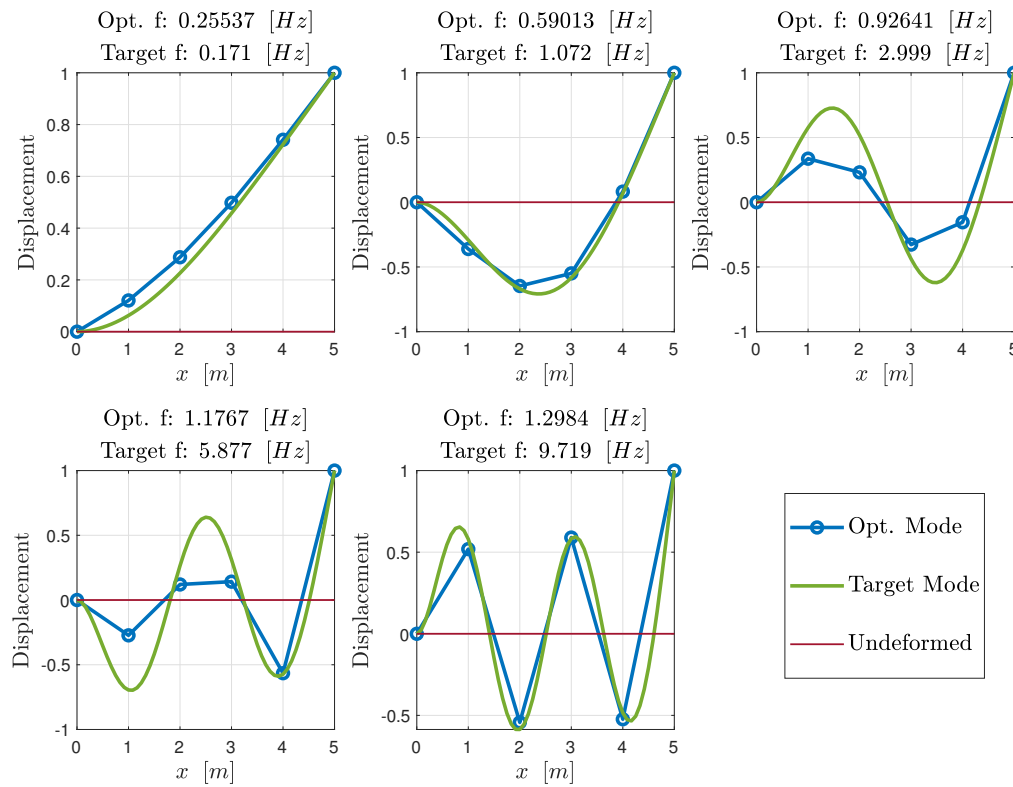 Opt. f: 0.25537 [Hz]
Target f: 0.171 [Hz]
1
0.8
0.6
0.4
0.2
0
Displacement
0 1 2 3 4 5
x [m]
Opt. f: 0.59013 [Hz]
Target f: 1.072 [Hz]
1
0.5
0
-0.5
-1
Displacement
0 1 2 3 4 5
x [m]
Opt. f: 0.92641 [Hz]
Target f: 2.999 [Hz]
1
0.5
0
-0.5
-1
Displacement
0 1 2 3 4 5
x [m]
Opt. f: 1.1767 [Hz]
Target f: 5.877 [Hz]
1
0.5
0
-0.5
-1
Displacement
0 1 2 3 4 5
x [m]
Opt. f: 1.2984 [Hz]
Target f: 9.719 [Hz]
1
0.5
0
-0.5
Displacement
0 1 2 3 4 5
x [m]
Opt. Mode
Target Mode
Undeformed